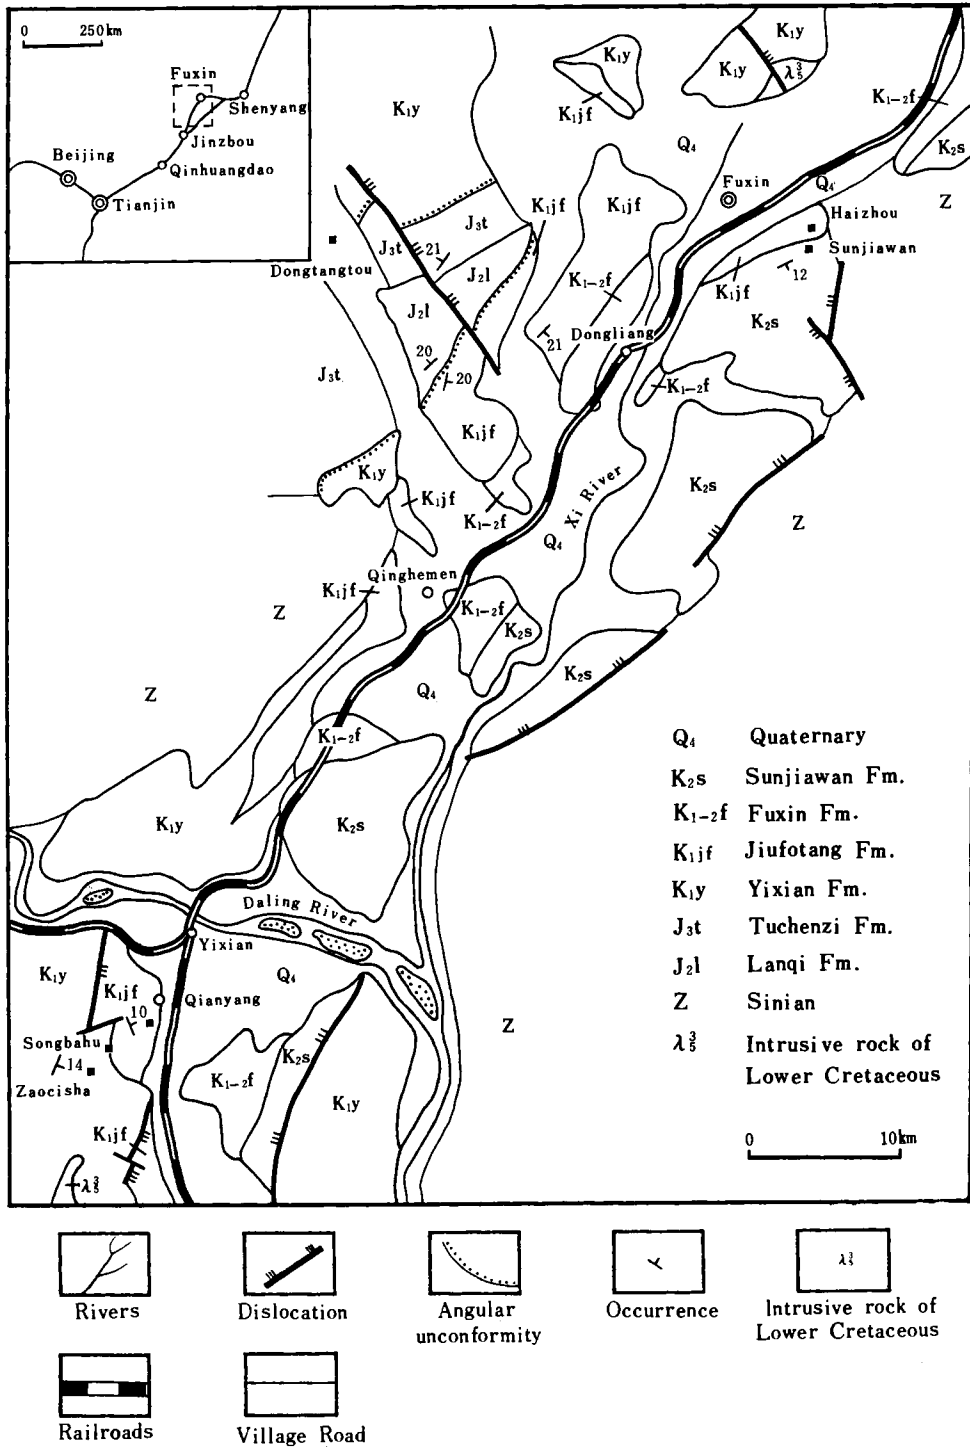 0 250km
Fuxin
Shenyang
Jinzbou
Beijing
Qinhuangdao
Tianjin
K₁y
K₁y
K₁y
λ₅³
K₁jf
K₁y
K₁₋₂f
K₂s
Q₄
Z
Fuxin
Q₄
Haizhou
Sunjiawan
K₁jf
K₁jf
J₃t
J₃t
21
Dongtangtou
K₁₋₂f
K₁jf
12
J₂l
J₂l
K₂s
21
Dongliang
20
20
J₃t
K₁₋₂f
K₁jf
K₁y
K₁jf
K₁₋₂f
Xi River
Q₄
K₂s
Z
Qinghemen
K₁jf
Z
K₁₋₂f
K₂s
K₂s
Q₄
Z
K₁₋₂f
K₁y
K₂s
Daling River
Yixian
K₁y
K₁jf
Q₄
Qianyang
10
Songbahu
14
Zaocisha
K₂s
K₁₋₂f
K₁y
Z
K₁jf
λ₅³
Q₄ Quaternary
K₂s Sunjiawan Fm.
K₁₋₂f Fuxin Fm.
K₁jf Jiufotang Fm.
K₁y Yixian Fm.
J₃t Tuchenzi Fm.
J₂l Lanqi Fm.
Z Sinian
λ₅³ Intrusive rock of
Lower Cretaceous
0 10km
λ₅³
Rivers
Dislocation
Angular
unconformity
Occurrence
Intrusive rock of
Lower Cretaceous
Railroads
Village Road